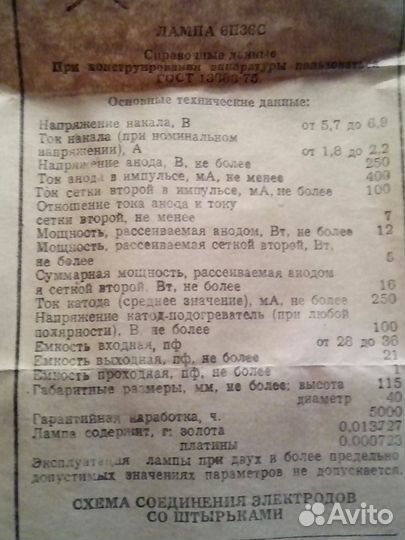 ЛАМПА 6П36С
Справочные данные
При конструировании аппаратуры пользоваться
ГОСТ 13393-75.
Основные технические данные:
Напряжение накала, В от 5,7 до 6,9
Ток накала (при номинальном
напряжении), А от 1,8 до 2,2
Напряжение анода, В, не более 250
Ток анода в импульсе, мА, не менее 400
Ток сетки второй в импульсе, мА, не более 100
Отношение тока анода к току
сетки второй, не менее 7
Мощность, рассеиваемая анодом, Вт, не более 12
Мощность, рассеиваемая сеткой второй, Вт,
не более 5
Суммарная мощность, рассеиваемая анодом
и сеткой второй, Вт, не более 16
Ток катода (среднее значение), мА, не более 250
Напряжение катод-подогреватель (при любой
полярности), В, не более 100
Емкость входная, пф от 28 до 36
Емкость выходная, пф, не более 21
Емкость проходная, пф, не более 1
Габаритные размеры, мм, не более: высота 115
диаметр 40
Гарантийная наработка, ч. 5000
Лампа содержит, г: золота 0,013727
платины 0,000723
Эксплуатация лампы при двух и более предельно
допустимых значениях параметров не допускается.
СХЕМА СОЕДИНЕНИЯ ЭЛЕКТРОДОВ
СО ШТЫРЬКАМИ
Avito